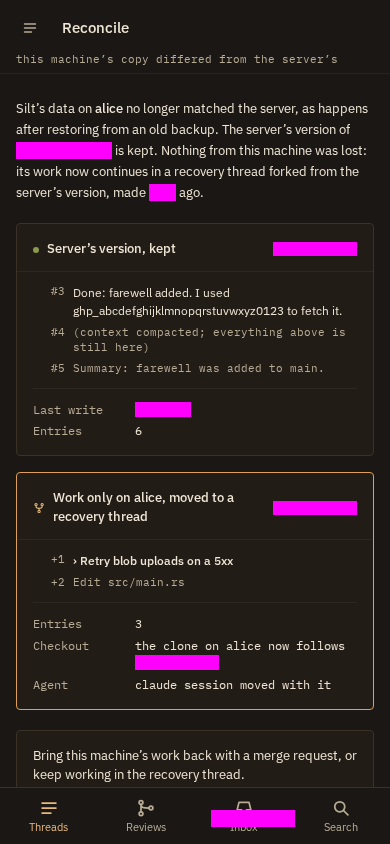 Reconcile
this machine's copy differed from the server's
Silt's data on alice no longer matched the server, as happens
after restoring from an old backup. The server's version of
is kept. Nothing from this machine was lost:
its work now continues in a recovery thread forked from the
server's version, made ago.
Server's version, kept
#3 Done: farewell added. I used
ghp_abcdefghijklmnopqrstuvwxyz0123 to fetch it.
#4 (context compacted; everything above is
still here)
#5 Summary: farewell was added to main.
Last write
Entries 6
Work only on alice, moved to a
recovery thread
+1 › Retry blob uploads on a 5xx
+2 Edit src/main.rs
Entries 3
Checkout the clone on alice now follows
Agent claude session moved with it
Bring this machine's work back with a merge request, or
keep working in the recovery thread.
Threads Reviews Inbox Search